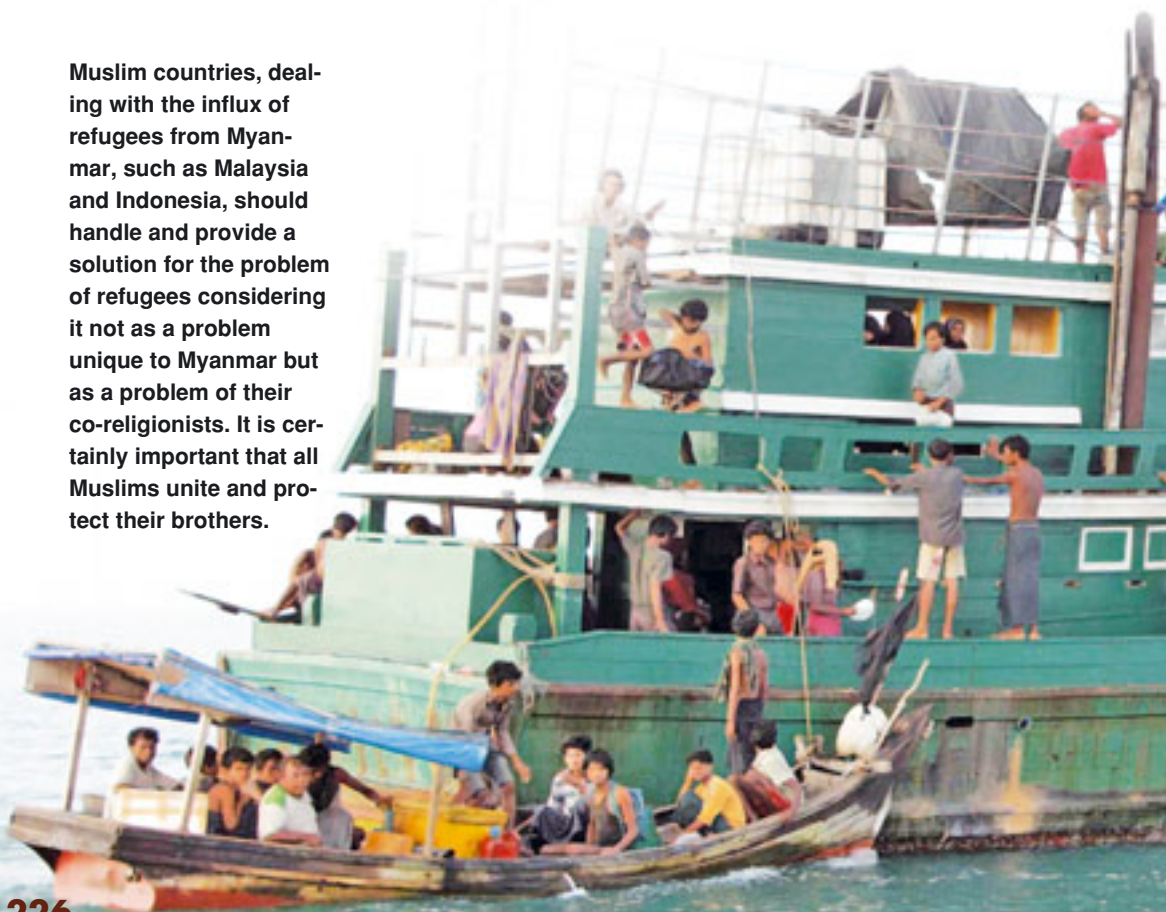 Muslim countries, deal-
ing with the influx of
refugees from Myan-
mar, such as Malaysia
and Indonesia, should
handle and provide a
solution for the problem
of refugees considering
it not as a problem
unique to Myanmar but
as a problem of their
co-religionists. It is cer-
tainly important that all
Muslims unite and pro-
tect their brothers.
226